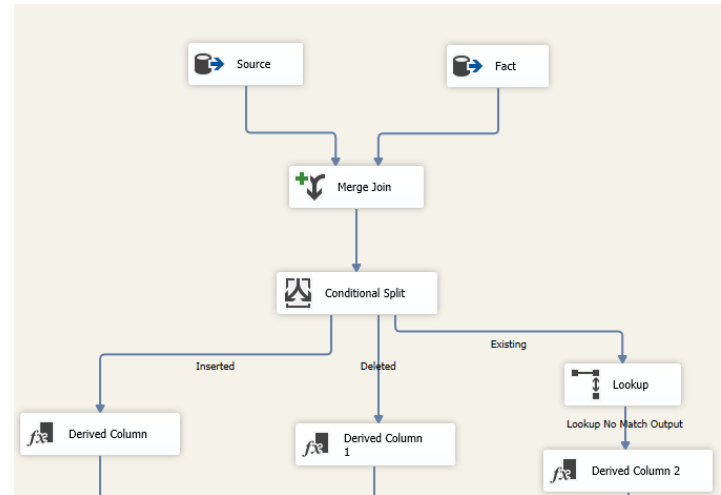 Source
Fact
Merge Join
Conditional Split
Inserted
Deleted
Existing
Lookup
Lookup No Match Output
Derived Column
Derived Column
1
Derived Column 2